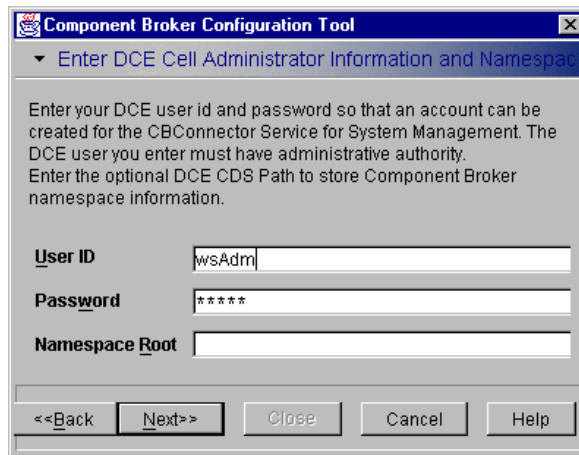 Component Broker Configuration Tool
Enter DCE Cell Administrator Information and Namespac
Enter your DCE user id and password so that an account can be
created for the CBConnector Service for System Management. The
DCE user you enter must have administrative authority.
Enter the optional DCE CDS Path to store Component Broker
namespace information.
User ID wsAdm
Password *****
Namespace Root
<<Back Next>> Close Cancel Help